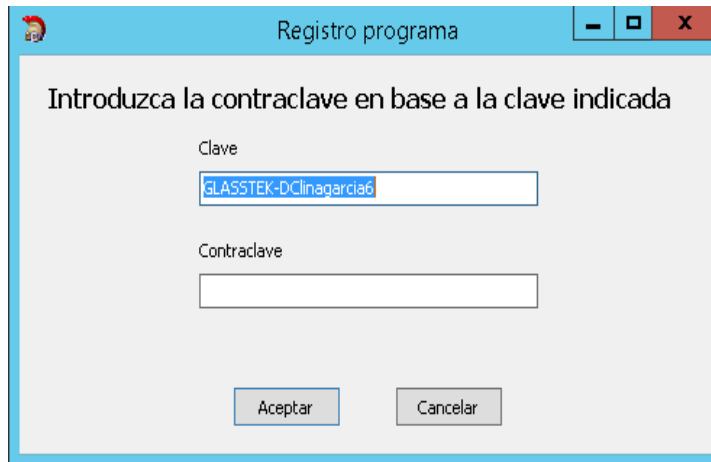 Registro programa
Introduzca la contraclave en base a la clave indicada
Clave
GLASSTEK-DClinagarcia6
Contraclave
Aceptar Cancelar